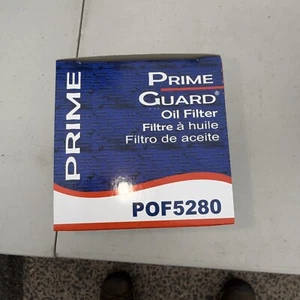 PRIME
PRIME
GUARD®
Oil Filter
Filtre à huile
Filtro de aceite
POF5280